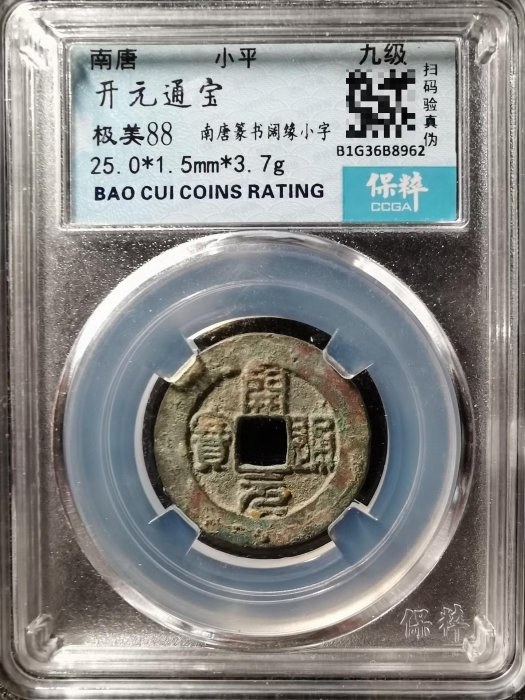 南唐 小平 九级
开元通宝
极美88 南唐篆书阔缘小字
25.0*1.5mm*3.7g
BAO CUI COINS RATING
扫码验真伪
B1G36B8962
保粹
CCGA
開元通寳
保粹